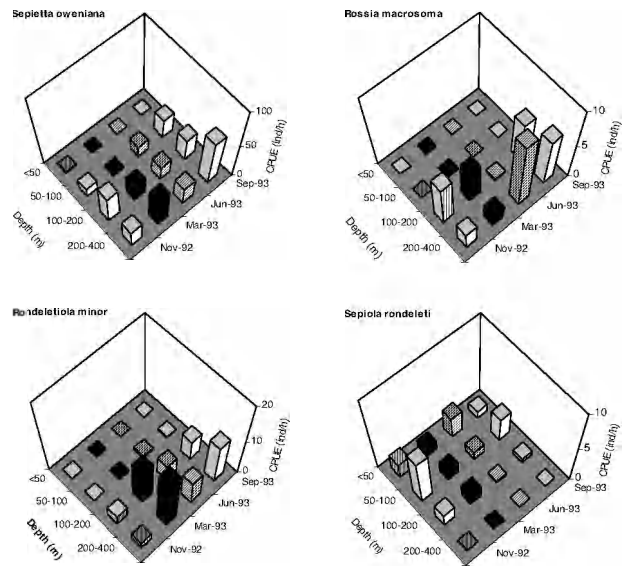 Sepietta oweniana
100
50
0
CPUE (ind/h)
Sep-93
Jun-93
Mar-93
Nov-92
<50
50-100
100-200
200-400
Depth (m)
Rossia macrosoma
10
5
0
CPUE (ind/h)
Sep-93
Jun-93
Mar-93
Nov-92
<50
50-100
100-200
200-400
Depth (m)
Rondeletiola minor
20
10
0
CPUE (ind/h)
Sep-93
Jun-93
Mar-93
Nov-92
<50
50-100
100-200
200-400
Depth (m)
Sepiola rondeleti
10
5
0
CPUE (ind/h)
Sep-93
Jun-93
Mar-93
Nov-92
<50
50-100
100-200
200-400
Depth (m)